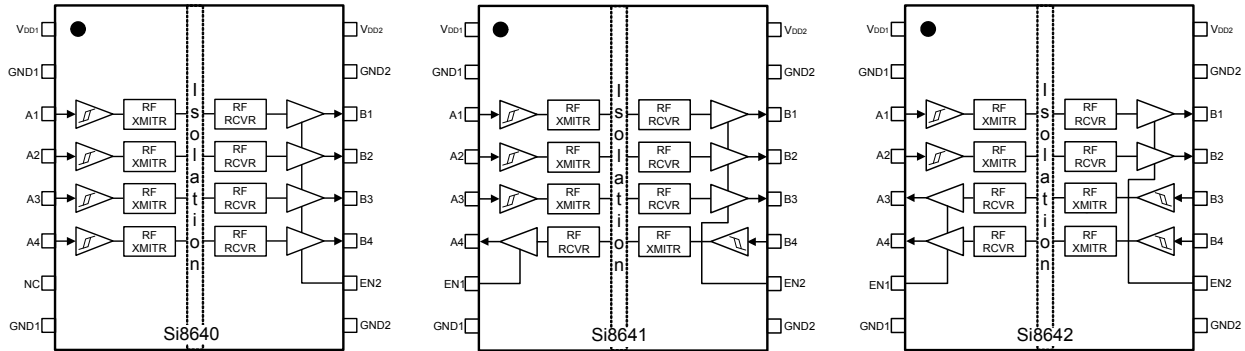 VDD1
VDD2
GND1
GND2
A1
RF
XMITR
RF
RCVR
B1
A2
RF
XMITR
RF
RCVR
B2
A3
RF
XMITR
RF
RCVR
B3
A4
RF
XMITR
RF
RCVR
B4
Isolation
NC
EN2
GND1
GND2
Si8640
VDD1
VDD2
GND1
GND2
A1
RF
XMITR
RF
RCVR
B1
A2
RF
XMITR
RF
RCVR
B2
A3
RF
XMITR
RF
RCVR
B3
A4
RF
RCVR
RF
XMITR
B4
Isolation
EN1
EN2
GND1
GND2
Si8641
VDD1
VDD2
GND1
GND2
A1
RF
XMITR
RF
RCVR
B1
A2
RF
XMITR
RF
RCVR
B2
A3
RF
RCVR
RF
XMITR
B3
A4
RF
RCVR
RF
XMITR
B4
Isolation
EN1
EN2
GND1
GND2
Si8642